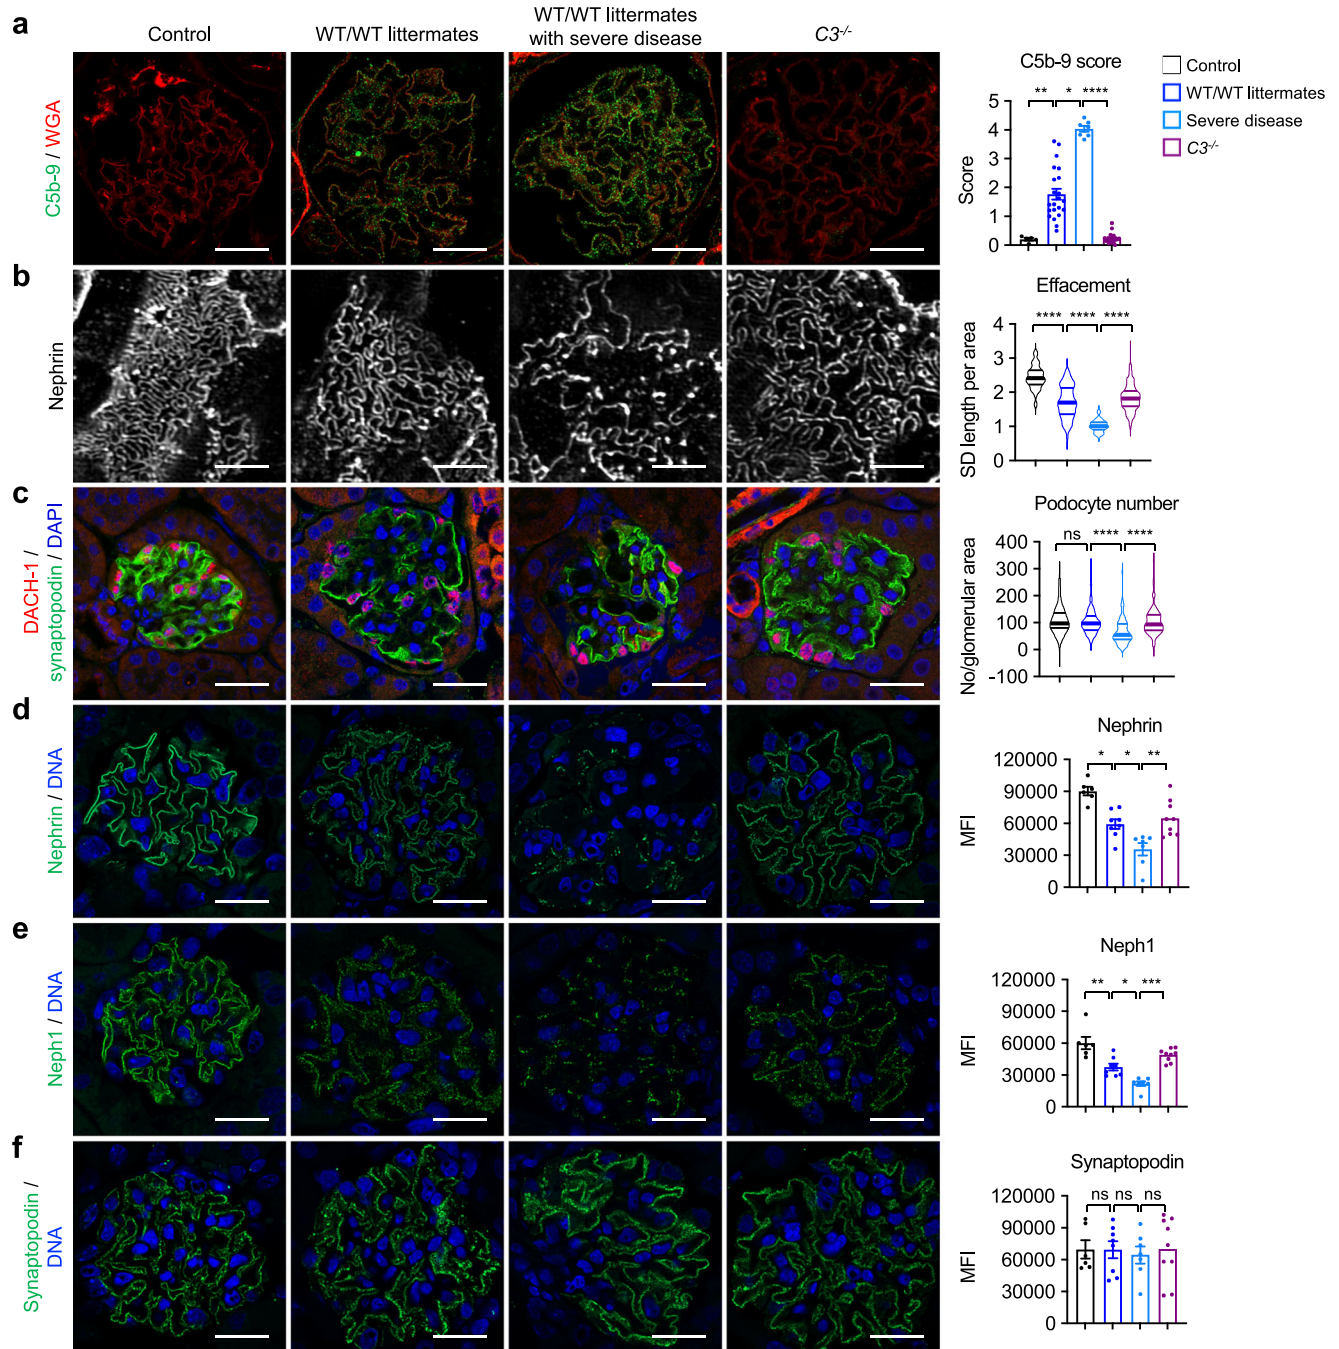 a
Control
WT/WT littermates
WT/WT littermates
with severe disease
C3-/-
C5b-9 / WGA
C5b-9 score
** * ****
Score
5
4
3
2
1
0
Control
WT/WT littermates
Severe disease
C3-/-
b
Nephrin
Effacement
**** **** ****
SD length per area
4
3
2
1
0
c
DACH-1 /
synaptopodin / DAPI
Podocyte number
ns **** ****
No/glomerular area
400
300
200
100
0
-100
d
Nephrin / DNA
Nephrin
* * **
MFI
120000
90000
60000
30000
0
e
Neph1 / DNA
Neph1
** * ***
MFI
120000
90000
60000
30000
0
f
Synaptopodin /
DNA
Synaptopodin
ns ns ns
MFI
120000
90000
60000
30000
0